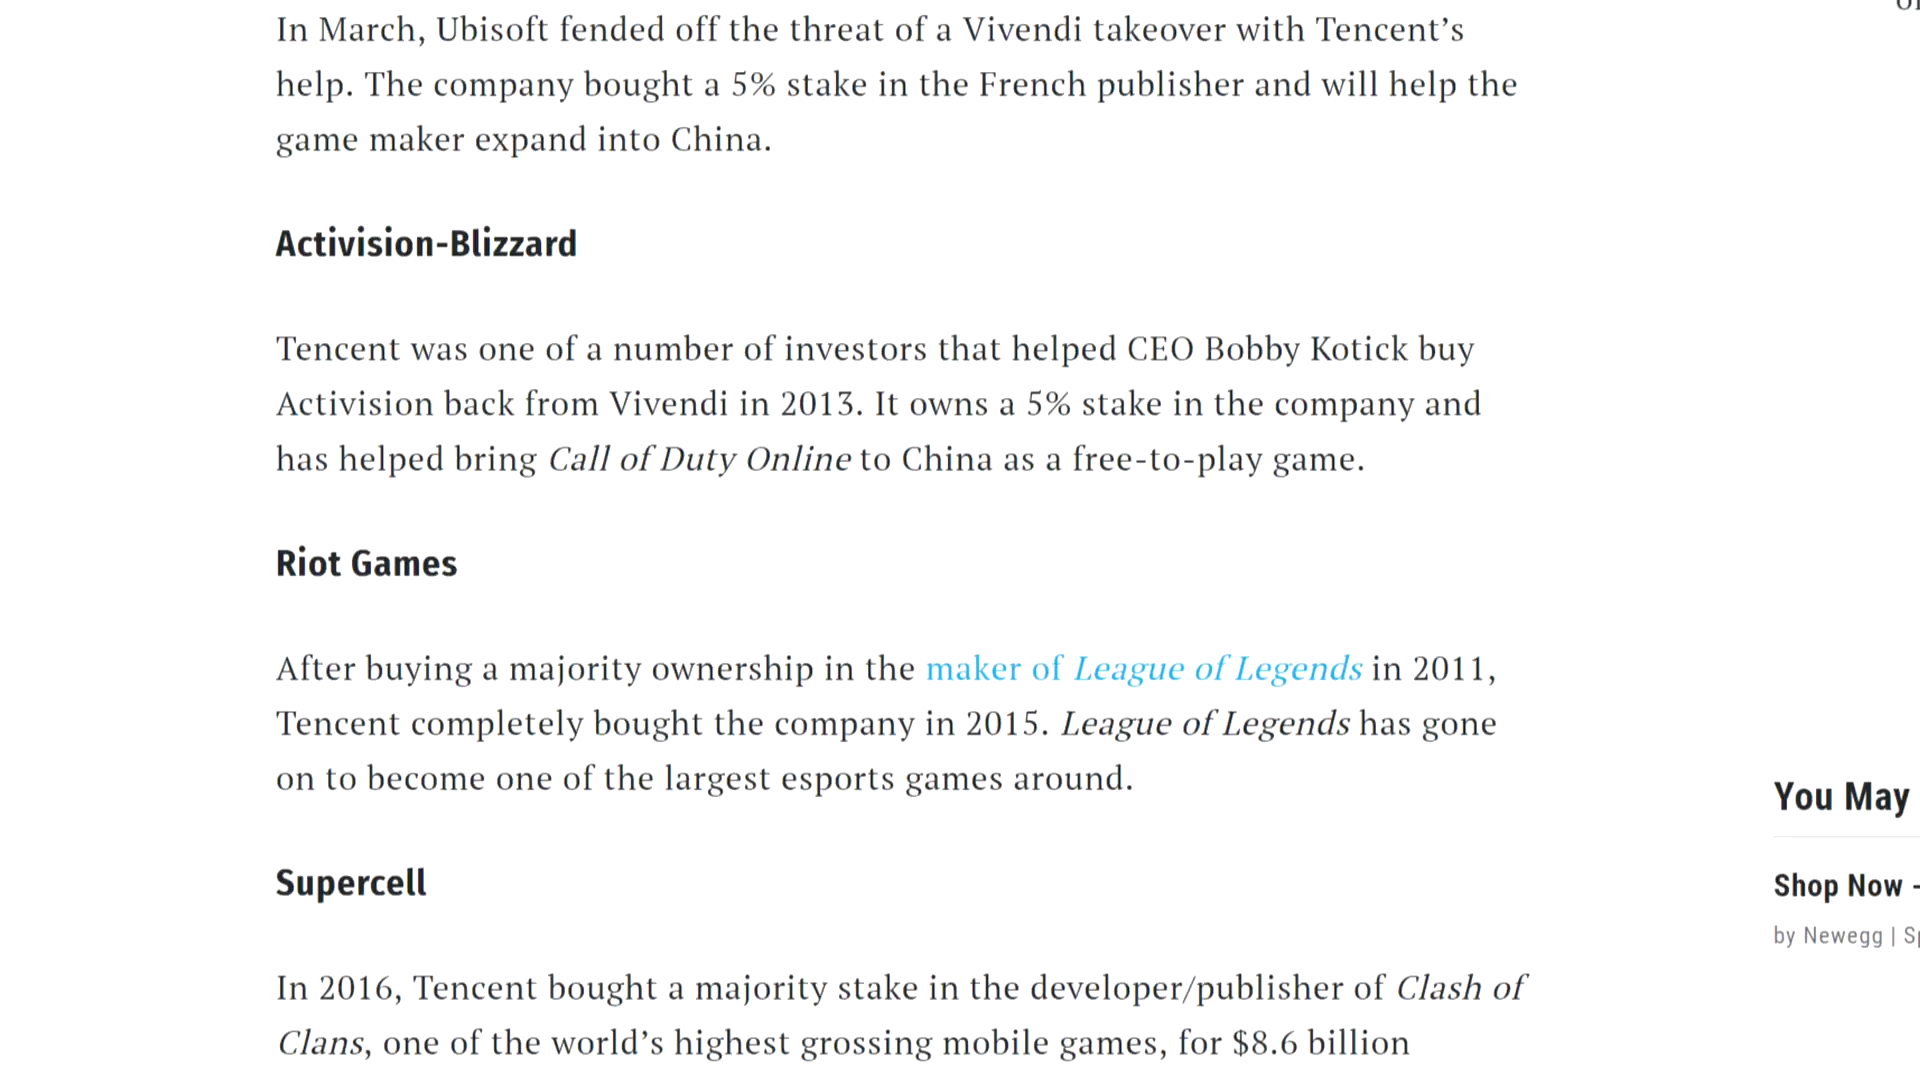 In March, Ubisoft fended off the threat of a Vivendi takeover with Tencent’s
help. The company bought a 5% stake in the French publisher and will help the
game maker expand into China.
Activision-Blizzard
Tencent was one of a number of investors that helped CEO Bobby Kotick buy
Activision back from Vivendi in 2013. It owns a 5% stake in the company and
has helped bring Call of Duty Online to China as a free-to-play game.
Riot Games
After buying a majority ownership in the maker of League of Legends in 2011,
Tencent completely bought the company in 2015. League of Legends has gone
on to become one of the largest esports games around.
Supercell
In 2016, Tencent bought a majority stake in the developer/publisher of Clash of
Clans, one of the world’s highest grossing mobile games, for $8.6 billion
You May
Shop Now -
by Newegg |